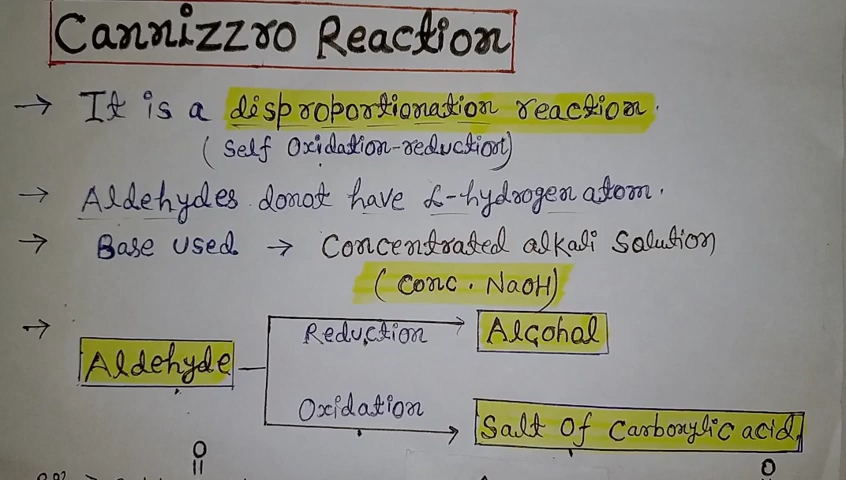 Cannizzro Reaction
→ It is a disproportionation reaction.
(Self Oxidation-reduction)
→ Aldehydes donot have α-hydrogen atom.
→ Base used → Concentrated alkali Solution
(Conc. NaOH)
→ Reduction → Alcohal
Aldehyde
Oxidation → Salt Of Carboxylic acid.
O
O